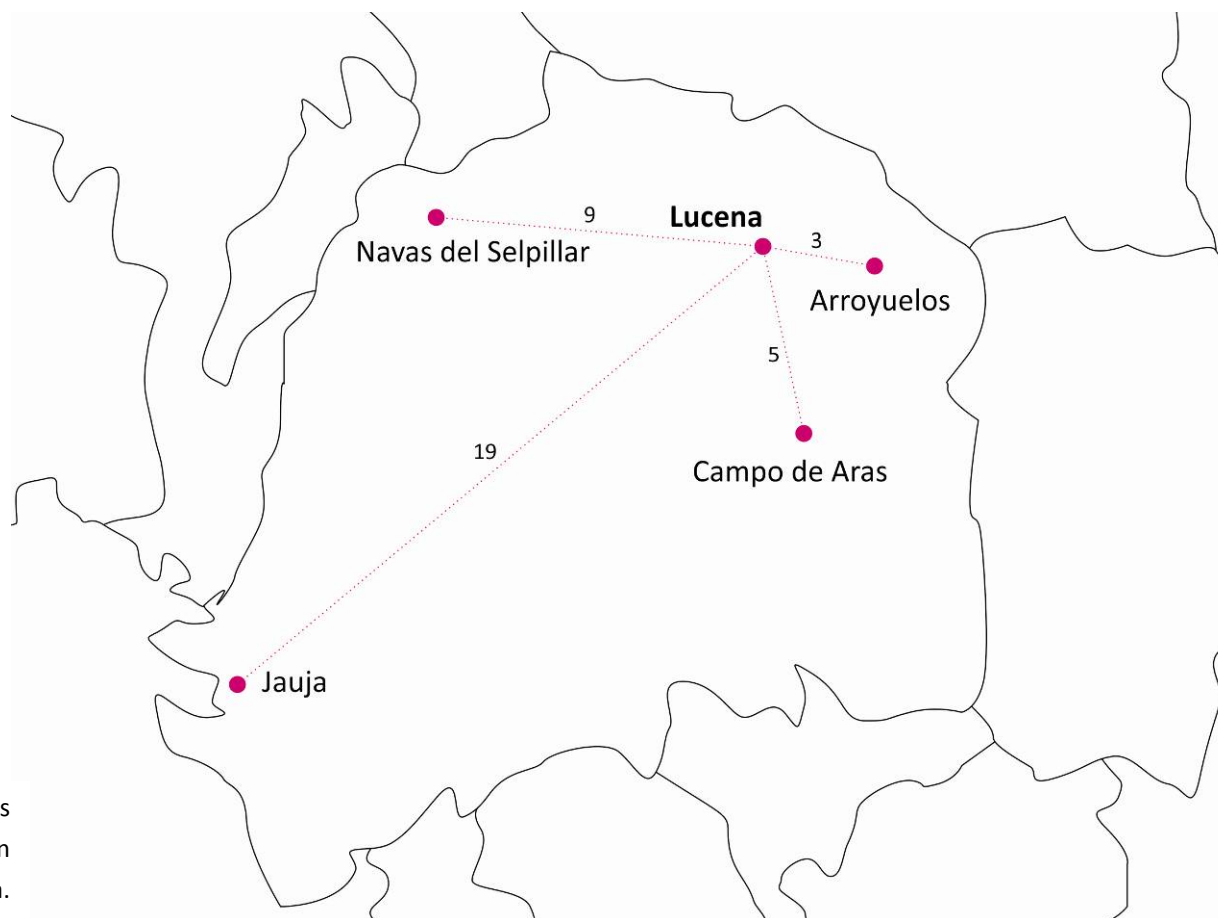 9
Lucena
3
Navas del Selpillar
Arroyuelos
5
19
Campo de Aras
Jauja
s
n
.